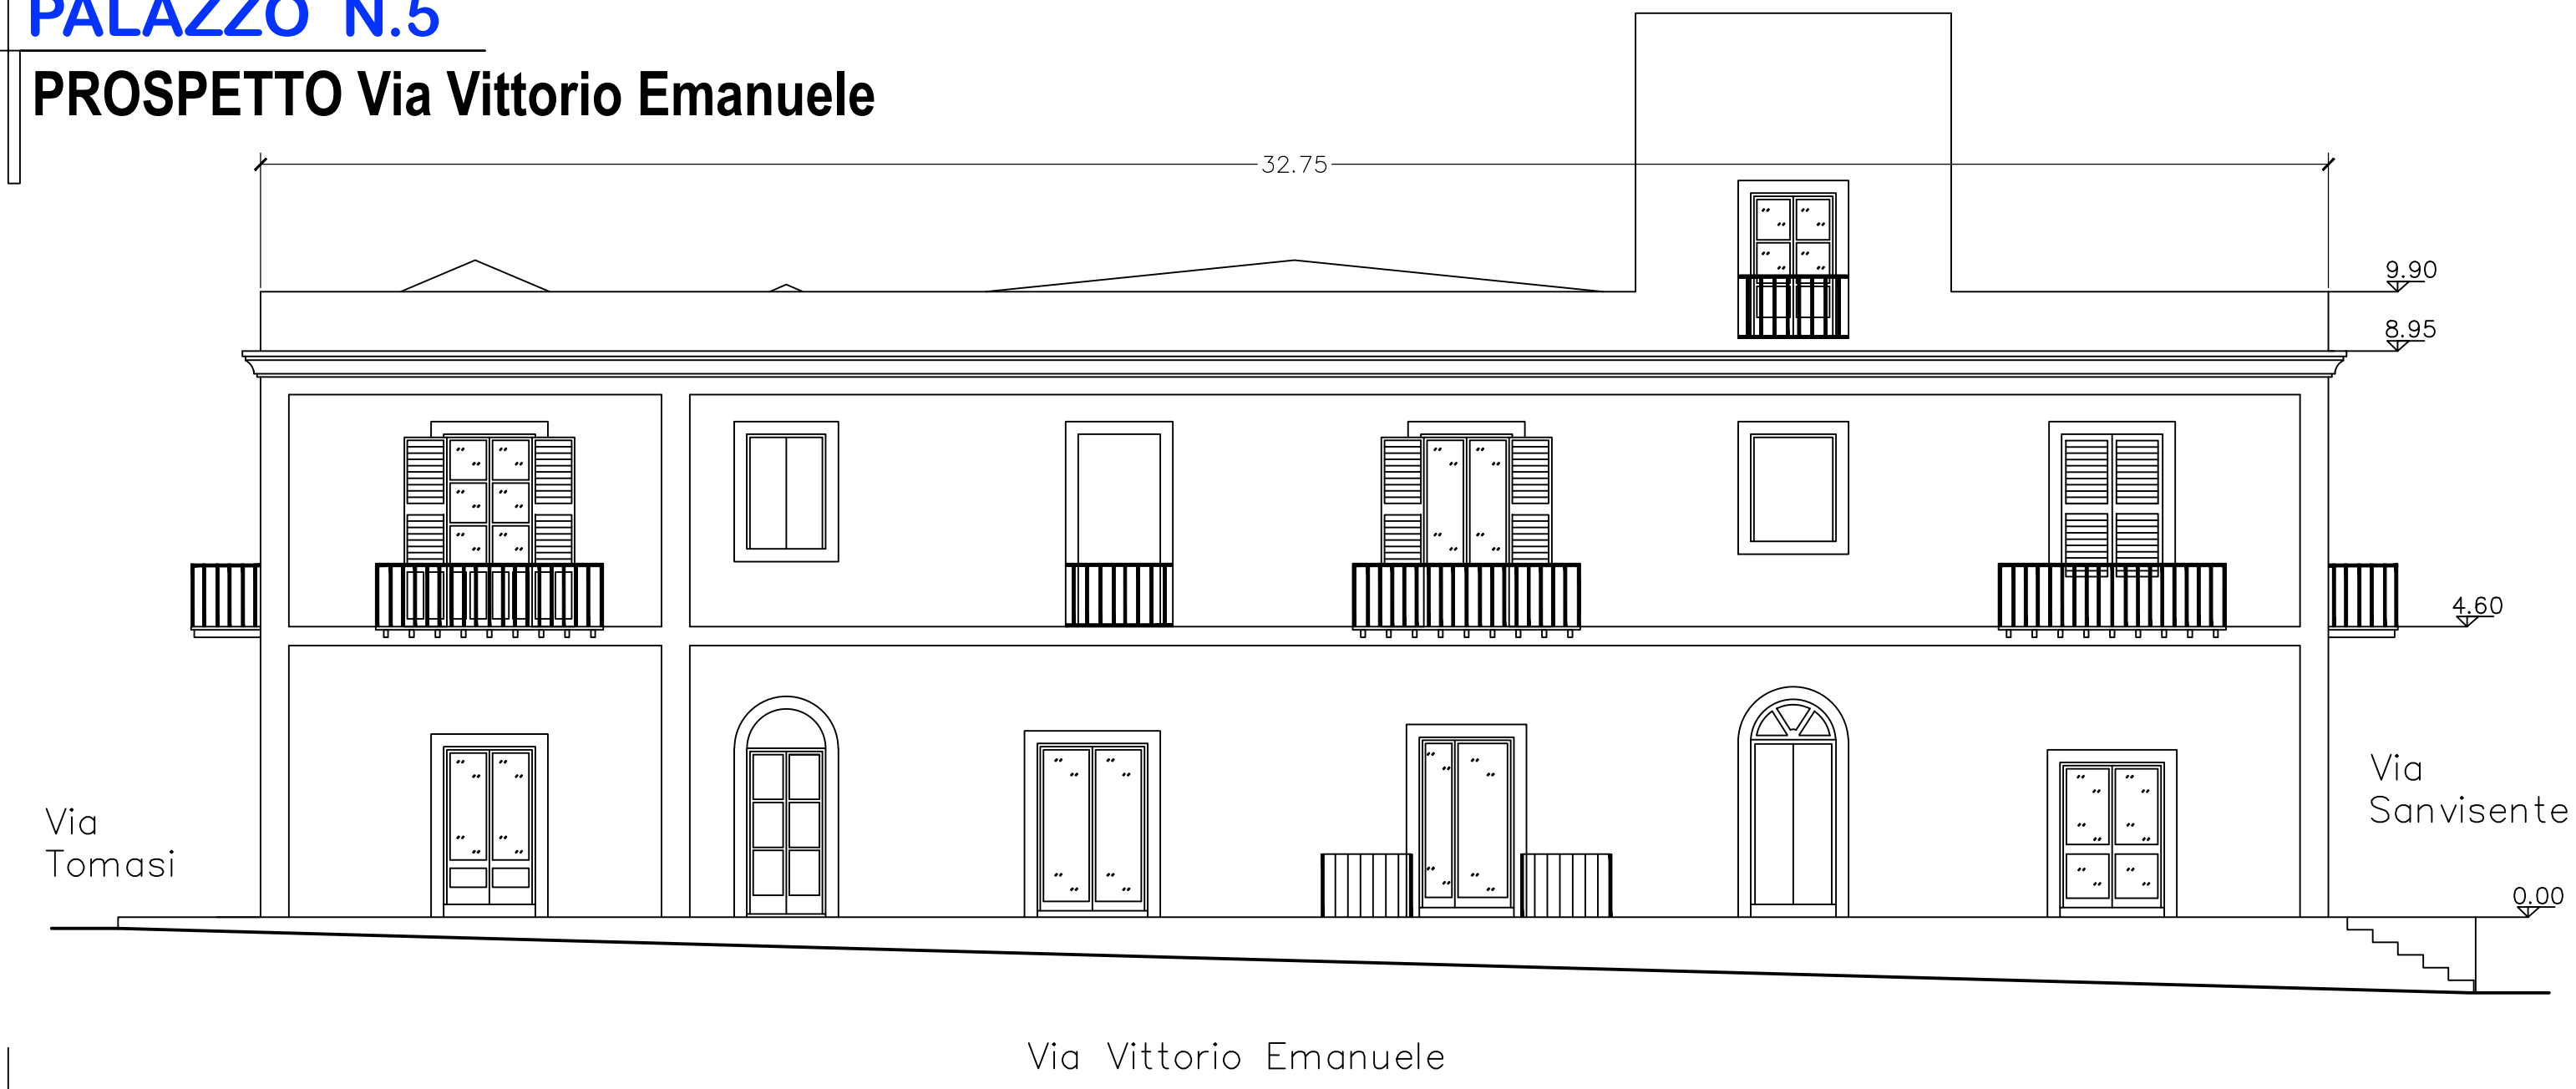 PALAZZO N.5
PROSPETTO Via Vittorio Emanuele
32.75
9.90
8.95
4.60
Via
Sanvisente
Via
Tomasi
0.00
Via Vittorio Emanuele